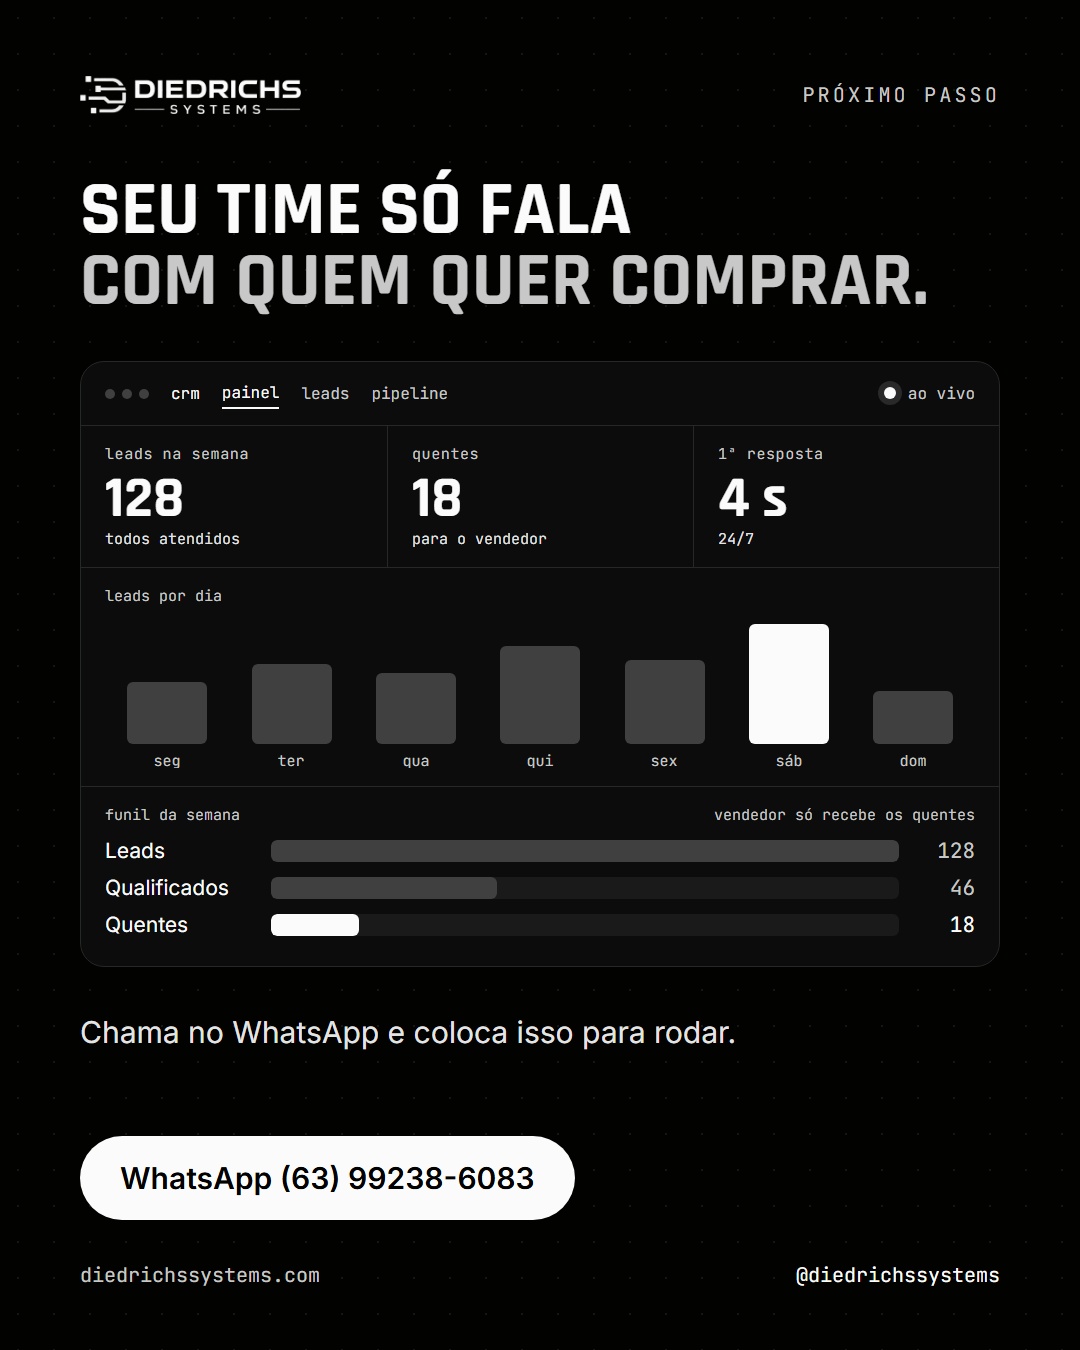 DIEDRICHS
SYSTEMS
PRÓXIMO PASSO
SEU TIME SÓ FALA
COM QUEM QUER COMPRAR.
crm painel leads pipeline ao vivo
leads na semana
128
todos atendidos
quentes
18
para o vendedor
1ª resposta
4 s
24/7
leads por dia
seg ter qua qui sex sáb dom
funil da semana vendedor só recebe os quentes
Leads 128
Qualificados 46
Quentes 18
Chama no WhatsApp e coloca isso para rodar.
WhatsApp (63) 99238-6083
diedrichssystems.com @diedrichssystems